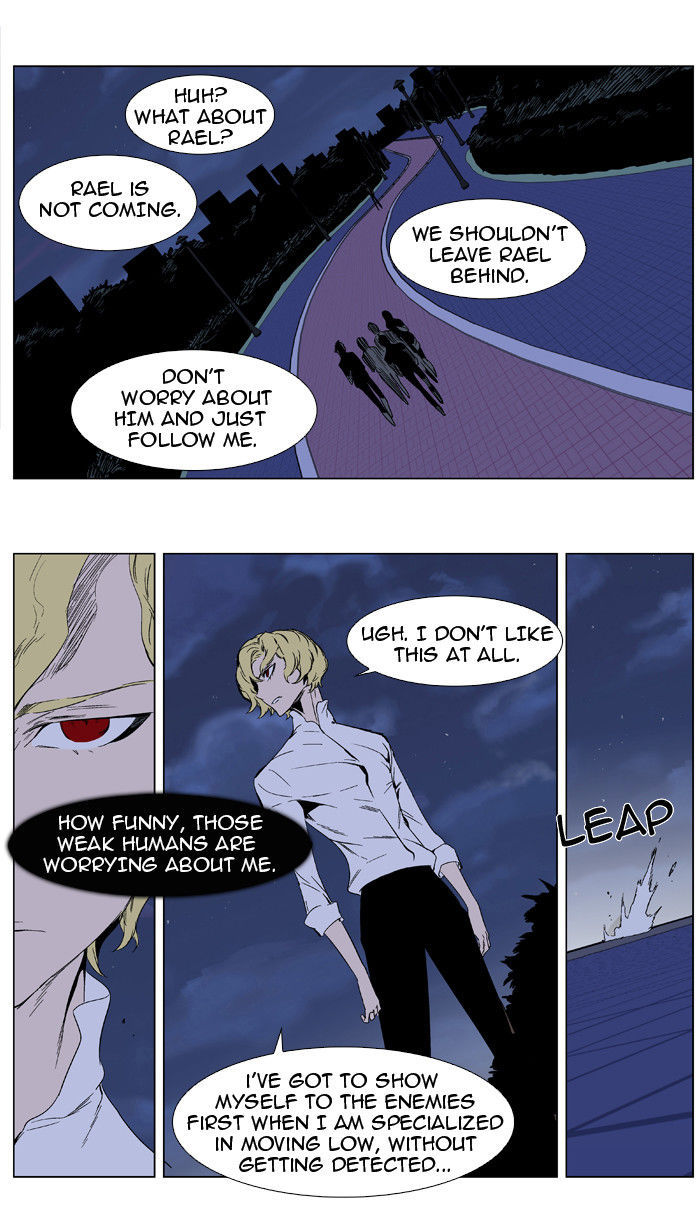 HUH?
WHAT ABOUT
RAEL?
RAEL IS
NOT COMING.
WE SHOULDN'T
LEAVE RAEL
BEHIND.
DON'T
WORRY ABOUT
HIM AND JUST
FOLLOW ME.
HOW FUNNY, THOSE
WEAK HUMANS ARE
WORRYING ABOUT ME.
UGH. I DON'T LIKE
THIS AT ALL.
I'VE GOT TO SHOW
MYSELF TO THE ENEMIES
FIRST WHEN I AM SPECIALIZED
IN MOVING LOW, WITHOUT
GETTING DETECTED...
LEAP